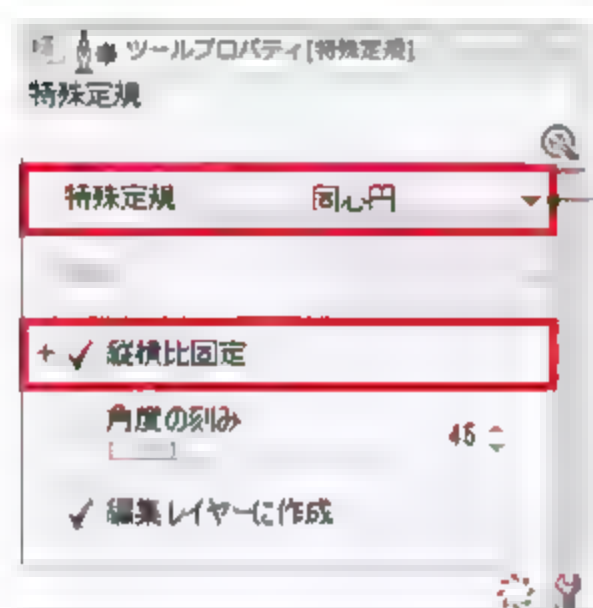 ツールプロパティ[特殊定規]
特殊定規
特殊定規 同心円
縦横比固定
角度の刻み 45
編集レイヤーに作成